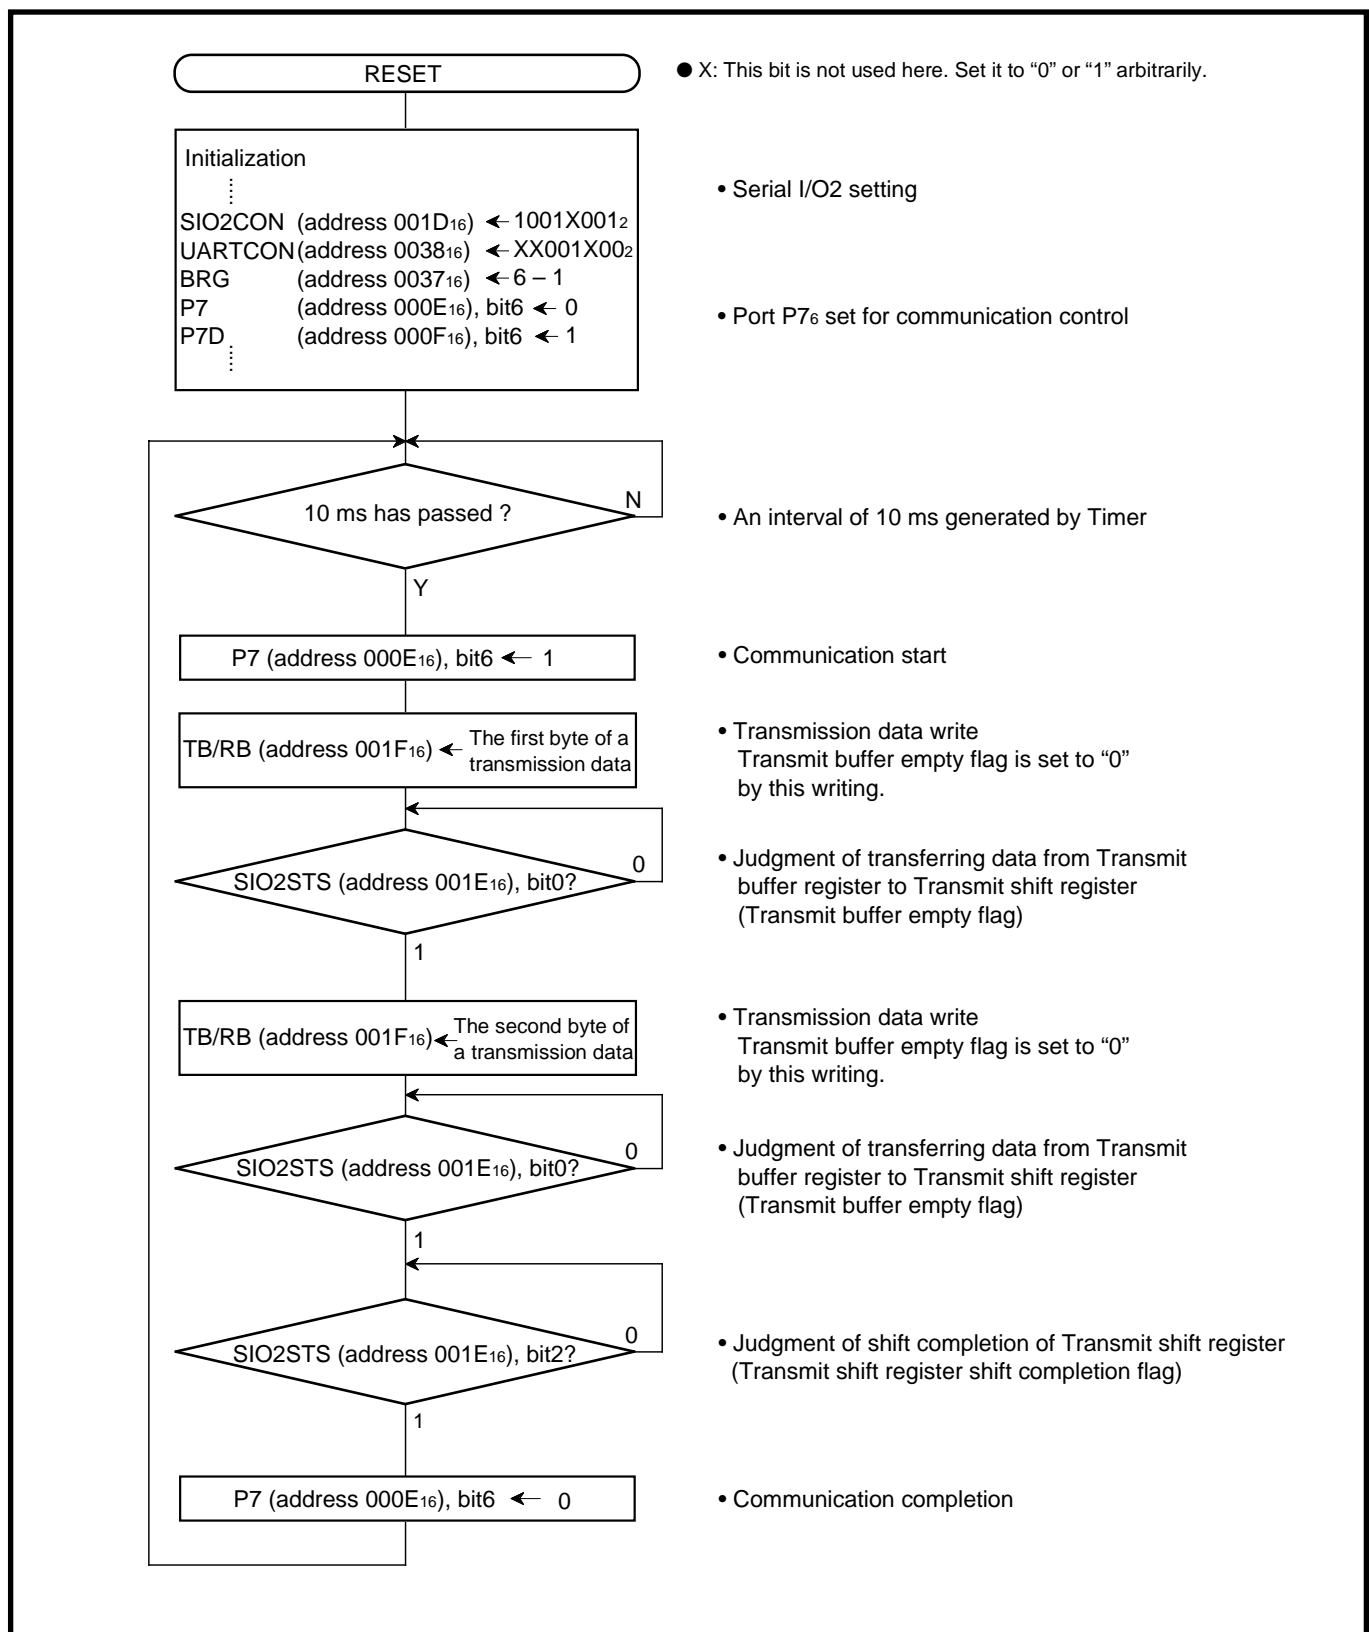 RESET
● X: This bit is not used here. Set it to “0” or “1” arbitrarily.
Initialization
SIO2CON (address 001D16) ← 1001X0012
UARTCON (address 003816) ← XX001X002
BRG (address 003716) ← 6 – 1
P7 (address 000E16), bit6 ← 0
P7D (address 000F16), bit6 ← 1
• Serial I/O2 setting
• Port P76 set for communication control
10 ms has passed ?
N
Y
• An interval of 10 ms generated by Timer
P7 (address 000E16), bit6 ← 1
• Communication start
TB/RB (address 001F16) ← The first byte of a
transmission data
• Transmission data write
Transmit buffer empty flag is set to “0”
by this writing.
SIO2STS (address 001E16), bit0?
0
1
• Judgment of transferring data from Transmit
buffer register to Transmit shift register
(Transmit buffer empty flag)
TB/RB (address 001F16) ← The second byte of
a transmission data
• Transmission data write
Transmit buffer empty flag is set to “0”
by this writing.
SIO2STS (address 001E16), bit0?
0
1
• Judgment of transferring data from Transmit
buffer register to Transmit shift register
(Transmit buffer empty flag)
SIO2STS (address 001E16), bit2?
0
1
• Judgment of shift completion of Transmit shift register
(Transmit shift register shift completion flag)
P7 (address 000E16), bit6 ← 0
• Communication completion